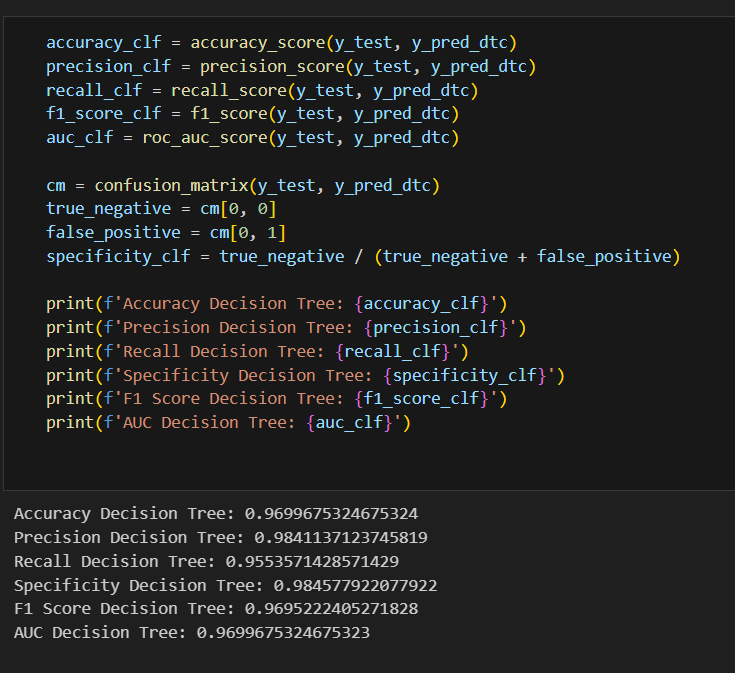 accuracy_clf = accuracy_score(y_test, y_pred_dtc)
precision_clf = precision_score(y_test, y_pred_dtc)
recall_clf = recall_score(y_test, y_pred_dtc)
f1_score_clf = f1_score(y_test, y_pred_dtc)
auc_clf = roc_auc_score(y_test, y_pred_dtc)
cm = confusion_matrix(y_test, y_pred_dtc)
true_negative = cm[0, 0]
false_positive = cm[0, 1]
specificity_clf = true_negative / (true_negative + false_positive)
print(f'Accuracy Decision Tree: {accuracy_clf}')
print(f'Precision Decision Tree: {precision_clf}')
print(f'Recall Decision Tree: {recall_clf}')
print(f'Specificity Decision Tree: {specificity_clf}')
print(f'F1 Score Decision Tree: {f1_score_clf}')
print(f'AUC Decision Tree: {auc_clf}')
Accuracy Decision Tree: 0.9699675324675324
Precision Decision Tree: 0.9841137123745819
Recall Decision Tree: 0.9553571428571429
Specificity Decision Tree: 0.984577922077922
F1 Score Decision Tree: 0.9695222405271828
AUC Decision Tree: 0.9699675324675323